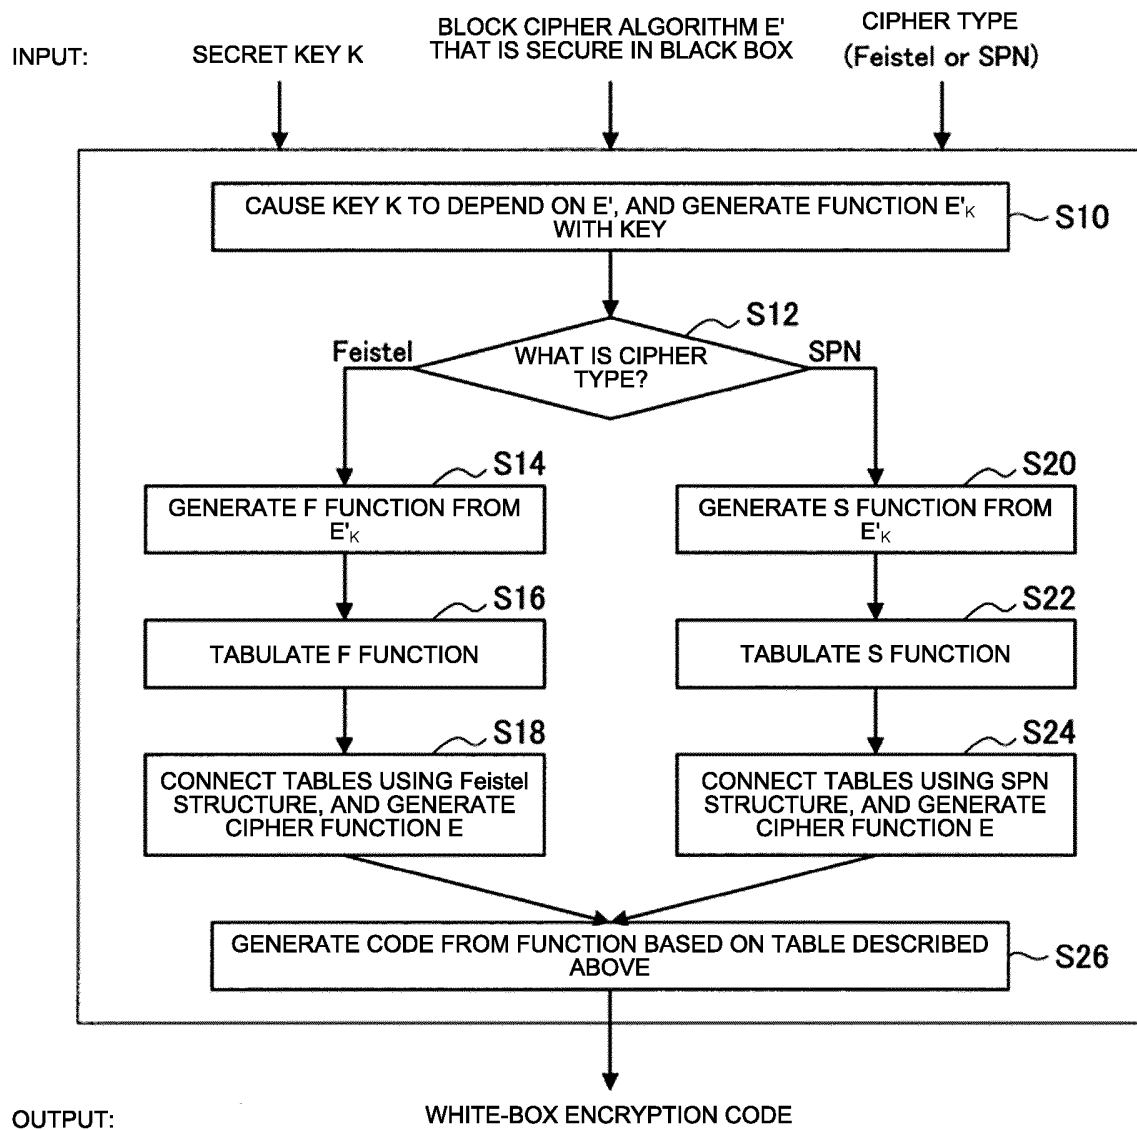 INPUT:
SECRET KEY K
BLOCK CIPHER ALGORITHM E'
THAT IS SECURE IN BLACK BOX
CIPHER TYPE
(Feistel or SPN)
CAUSE KEY K TO DEPEND ON E', AND GENERATE FUNCTION E'K
WITH KEY
S10
S12
WHAT IS CIPHER
TYPE?
Feistel
SPN
S14
GENERATE F FUNCTION FROM
E'K
S20
GENERATE S FUNCTION FROM
E'K
S16
TABULATE F FUNCTION
S22
TABULATE S FUNCTION
S18
CONNECT TABLES USING Feistel
STRUCTURE, AND GENERATE
CIPHER FUNCTION E
S24
CONNECT TABLES USING SPN
STRUCTURE, AND GENERATE
CIPHER FUNCTION E
GENERATE CODE FROM FUNCTION BASED ON TABLE DESCRIBED
ABOVE
S26
OUTPUT:
WHITE-BOX ENCRYPTION CODE